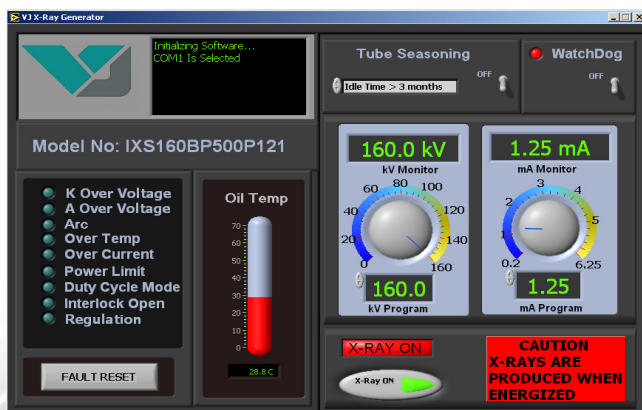 VJ X-Ray Generator
Initializing Software...
COM1 Is Selected
Tube Seasoning
Idle Time > 3 months
OFF
WatchDog
OFF
Model No: IXS160BP500P121
160.0 kV
kV Monitor
1.25 mA
mA Monitor
K Over Voltage
A Over Voltage
Arc
Over Temp
Over Current
Power Limit
Duty Cycle Mode
Interlock Open
Regulation
FAULT RESET
Oil Temp
70
60
50
40
30
20
10
0
28.8 C
0
20
40
60
80
100
120
140
160
160.0
kV Program
0.2
1
2
3
4
5
6.25
1.25
mA Program
X-RAY ON
X-Ray ON
CAUTION
X-RAYS ARE
PRODUCED WHEN
ENERGIZED